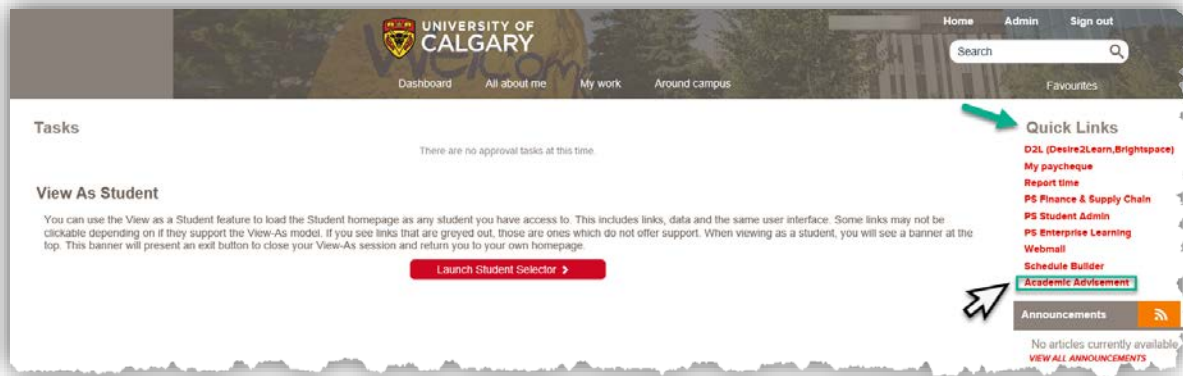 UNIVERSITY OF
CALGARY
Home Admin Sign out
Search
Dashboard All about me My work Around campus
Favourites
Tasks
There are no approval tasks at this time.
View As Student
You can use the View as a Student feature to load the Student homepage as any student you have access to. This includes links, data and the same user interface. Some links may not be
clickable depending on if they support the View-As model. If you see links that are greyed out, those are ones which do not offer support. When viewing as a student, you will see a banner at the
top. This banner will present an exit button to close your View-As session and return you to your own homepage.
Launch Student Selector
Quick Links
D2L (Desire2Learn,Brightspace)
My paycheque
Report time
PS Finance & Supply Chain
PS Student Admin
PS Enterprise Learning
Webmail
Schedule Builder
Academic Advisement
Announcements
No articles currently available
VIEW ALL ANNOUNCEMENTS